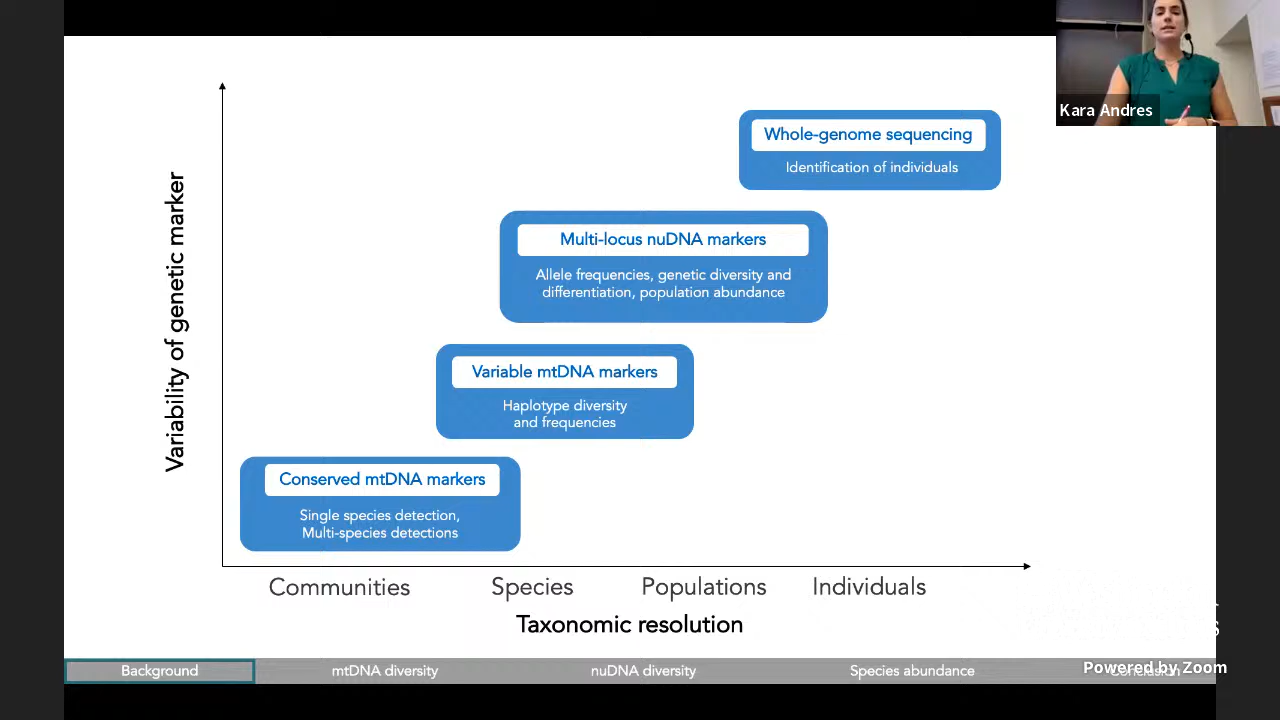 Kara Andres
Whole-genome sequencing
Identification of individuals
Multi-locus nuDNA markers
Allele frequencies, genetic diversity and
differentiation, population abundance
Variable mtDNA markers
Haplotype diversity
and frequencies
Conserved mtDNA markers
Single species detection,
Multi-species detections
Variability of genetic marker
Communities
Species
Populations
Individuals
Taxonomic resolution
Background
mtDNA diversity
nuDNA diversity
Species abundance
Powered by Zoom